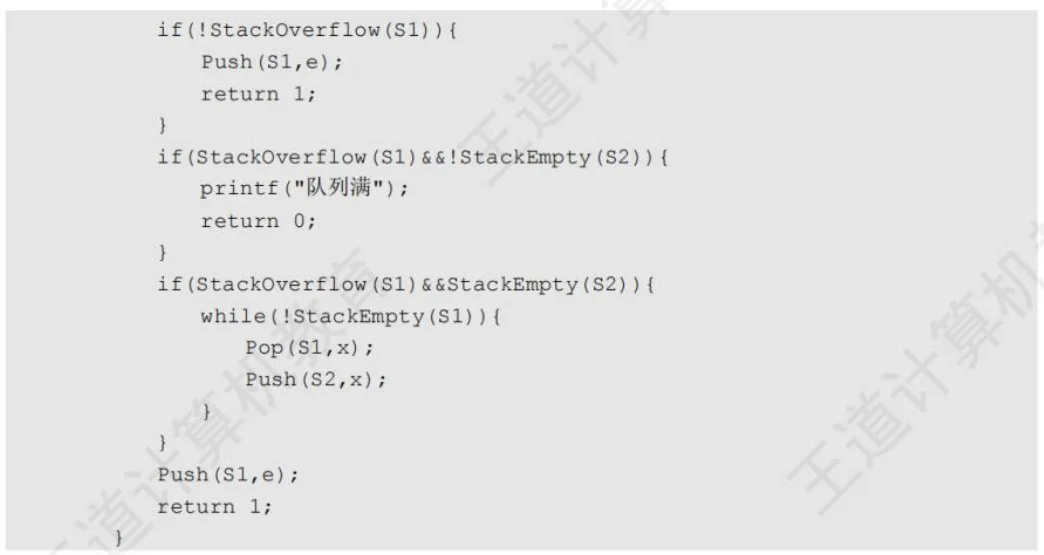 if(!StackOverflow(S1)){
Push(S1,e);
return 1;
}
if(StackOverflow(S1)&&!StackEmpty(S2)){
printf("队列满");
return 0;
}
if(StackOverflow(S1)&&StackEmpty(S2)){
while(!StackEmpty(S1)){
Pop(S1,x);
Push(S2,x);
}
}
Push(S1,e);
return 1;
}
王道计算机教育
王道计算机教
王道计算